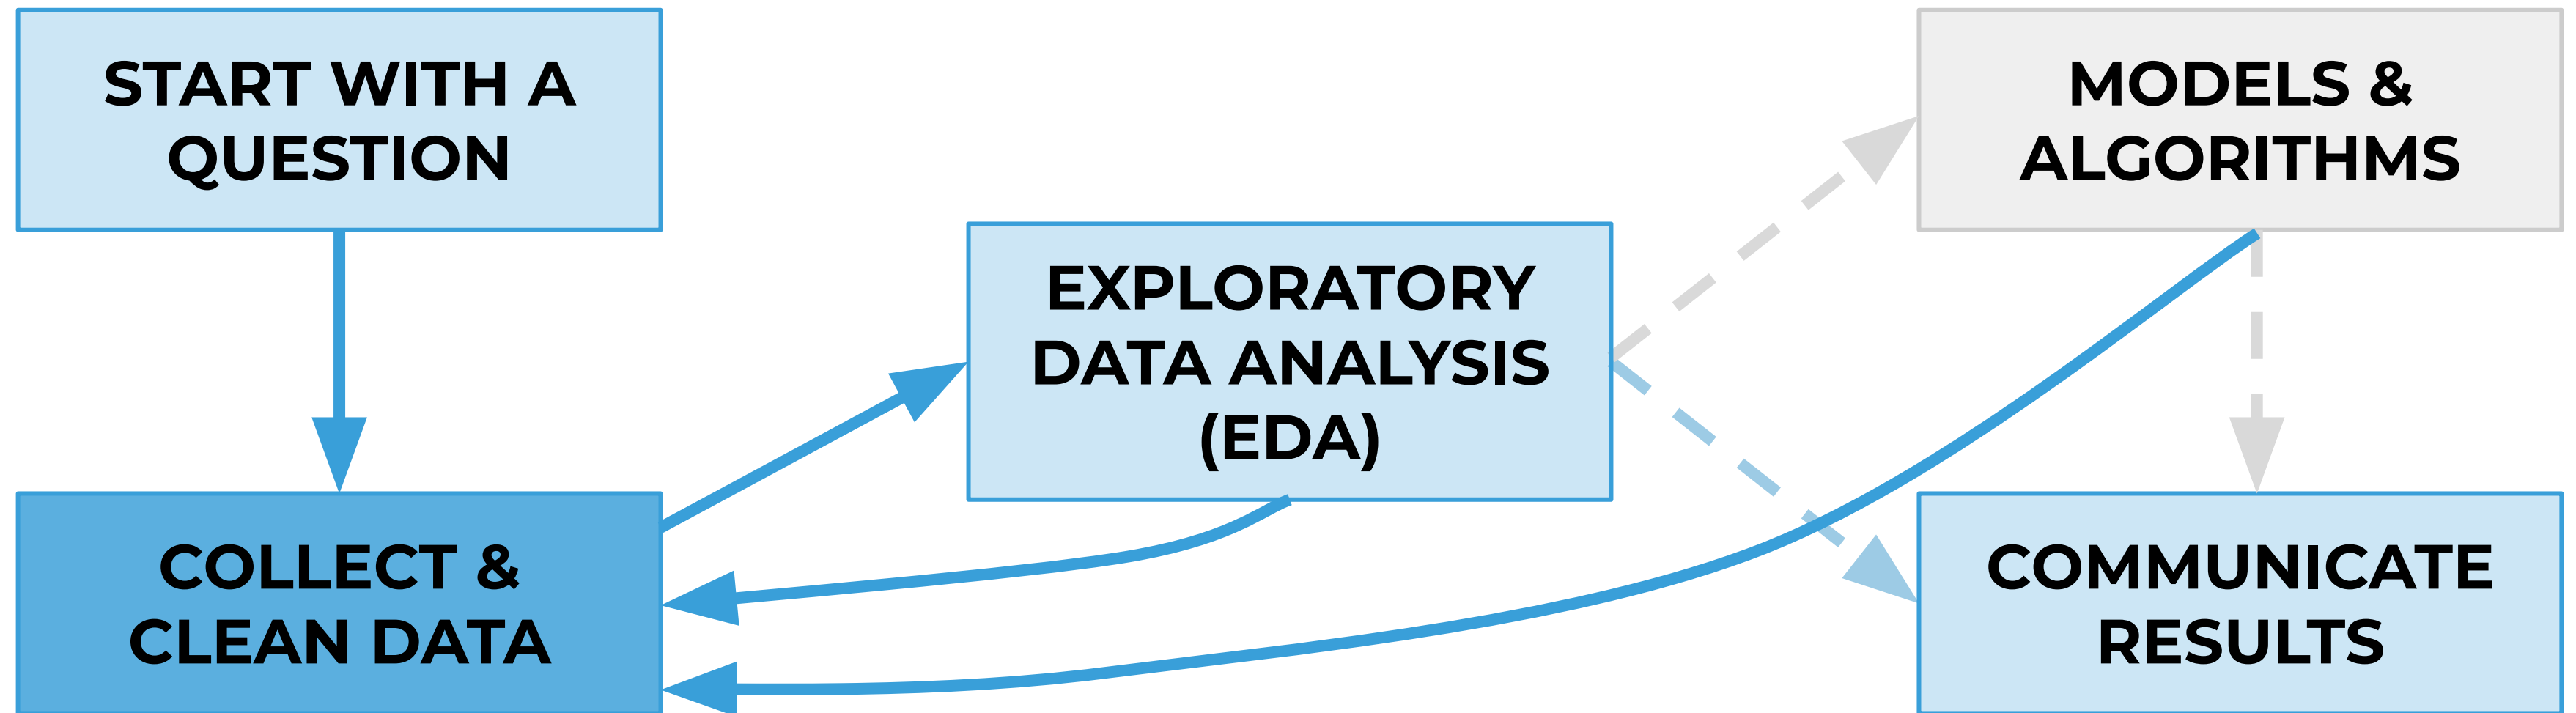 START WITH A
QUESTION
COLLECT &
CLEAN DATA
EXPLORATORY
DATA ANALYSIS
(EDA)
MODELS &
ALGORITHMS
COMMUNICATE
RESULTS